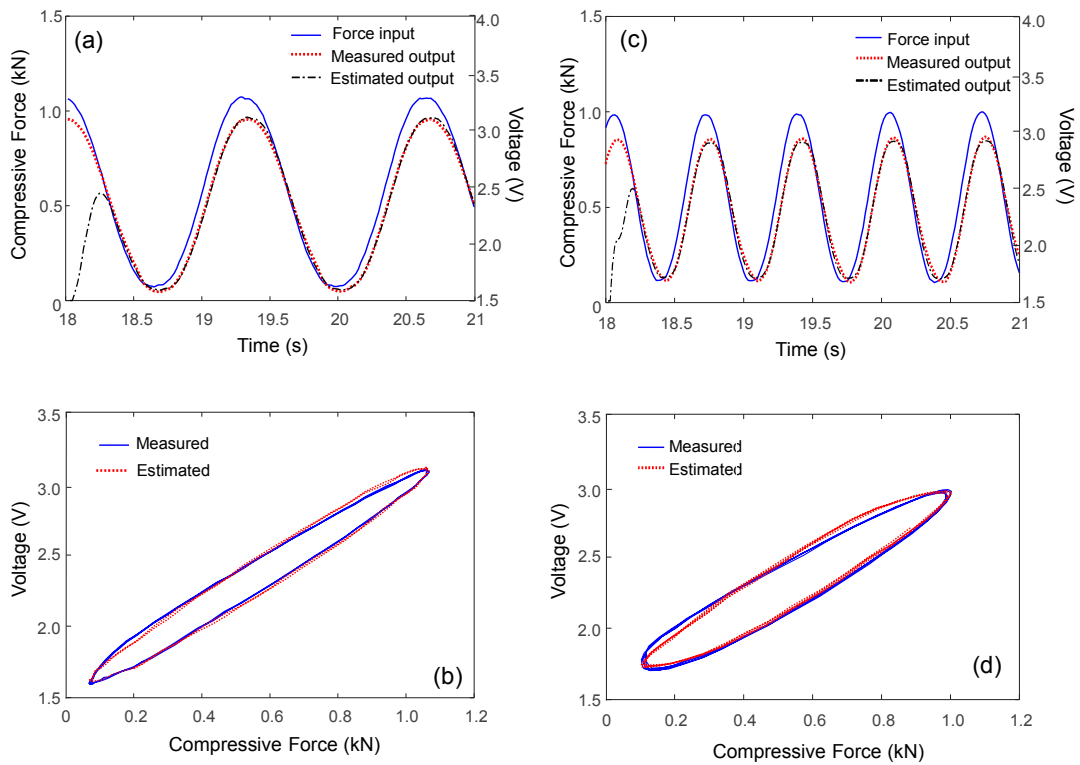 (a)
Force input
Measured output
Estimated output
1.5
1.0
0.5
0
Compressive Force (kN)
4.0
3.5
3.0
2.5
2.0
1.5
Voltage (V)
18 18.5 19 19.5 20 20.5 21
Time (s)
(c)
Force input
Measured output
Estimated output
1.5
1.0
0.5
0
Compressive Force (kN)
4.0
3.5
3.0
2.5
2.0
1.5
Voltage (V)
18 18.5 19 19.5 20 20.5 21
Time (s)
3.5
3.0
2.5
2.0
1.5
Voltage (V)
Measured
Estimated
(b)
0 0.2 0.4 0.6 0.8 1.0 1.2
Compressive Force (kN)
3.5
3.0
2.5
2.0
1.5
Voltage (V)
Measured
Estimated
(d)
0 0.2 0.4 0.6 0.8 1.0 1.2
Compressive Force (kN)